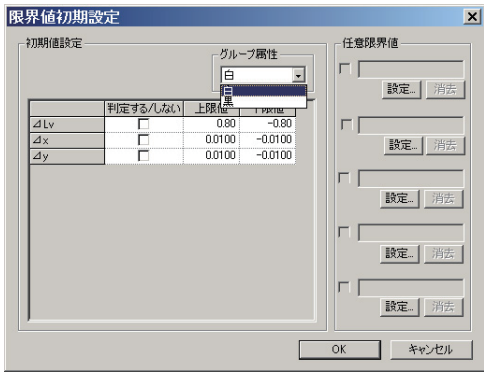 限界値初期設定
初期値設定
グループ属性
白
白
黒
判定する/しない 上限値 下限値
⊿Lv 0.80 -0.80
⊿x 0.0100 -0.0100
⊿y 0.0100 -0.0100
任意限界値
設定... 消去
設定... 消去
設定... 消去
設定... 消去
設定... 消去
OK キャンセル